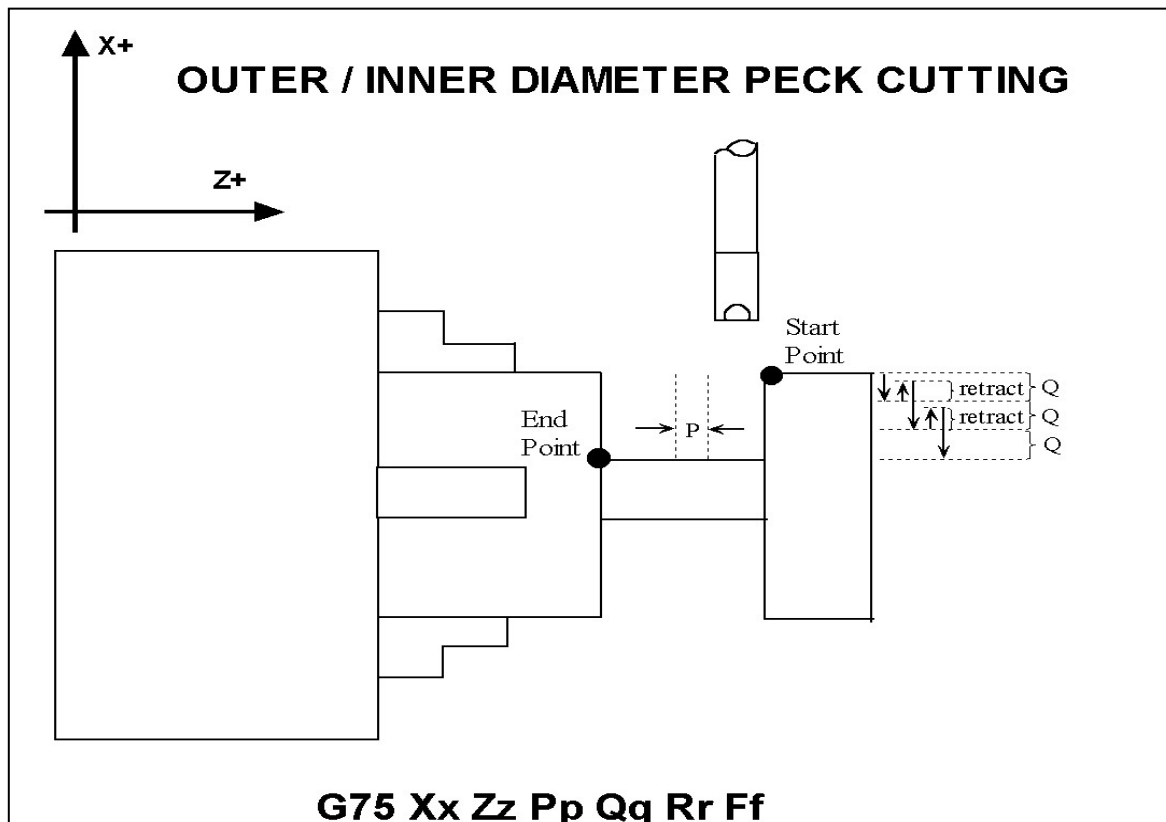 X+
OUTER / INNER DIAMETER PECK CUTTING
Z+
Start
Point
retract
Q
retract
Q
Q
End
Point
P
G75 Xx Zz Pp Qq Rr Ff